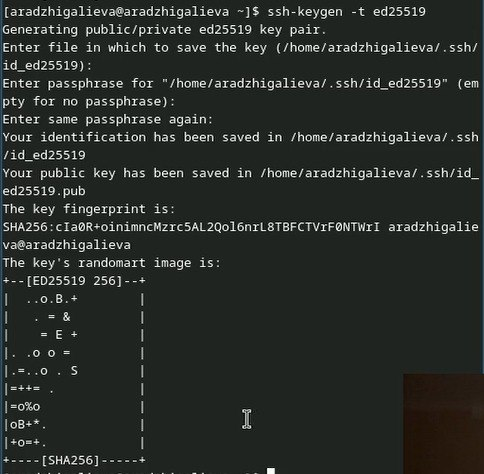 [aradzhigalieva@aradzhigalieva ~]$ ssh-keygen -t ed25519
Generating public/private ed25519 key pair.
Enter file in which to save the key (/home/aradzhigalieva/.ssh/
id_ed25519):
Enter passphrase for "/home/aradzhigalieva/.ssh/id_ed25519" (em
pty for no passphrase):
Enter same passphrase again:
Your identification has been saved in /home/aradzhigalieva/.ssh
/id_ed25519
Your public key has been saved in /home/aradzhigalieva/.ssh/id_
ed25519.pub
The key fingerprint is:
SHA256:cIa0R+oinimncMzrc5AL2Qol6nrL8TBFCTVrF0NTWrI aradzhigalie
va@aradzhigalieva
The key's randomart image is:
+--[ED25519 256]--+
|  ..o.B.+        |
|   . = &         |
|    = E +        |
|. .o o =         |
|.=..o . S        |
|=++= .           |
|=o%o             |
|oB+*.            |
|+o=+.            |
+----[SHA256]-----+